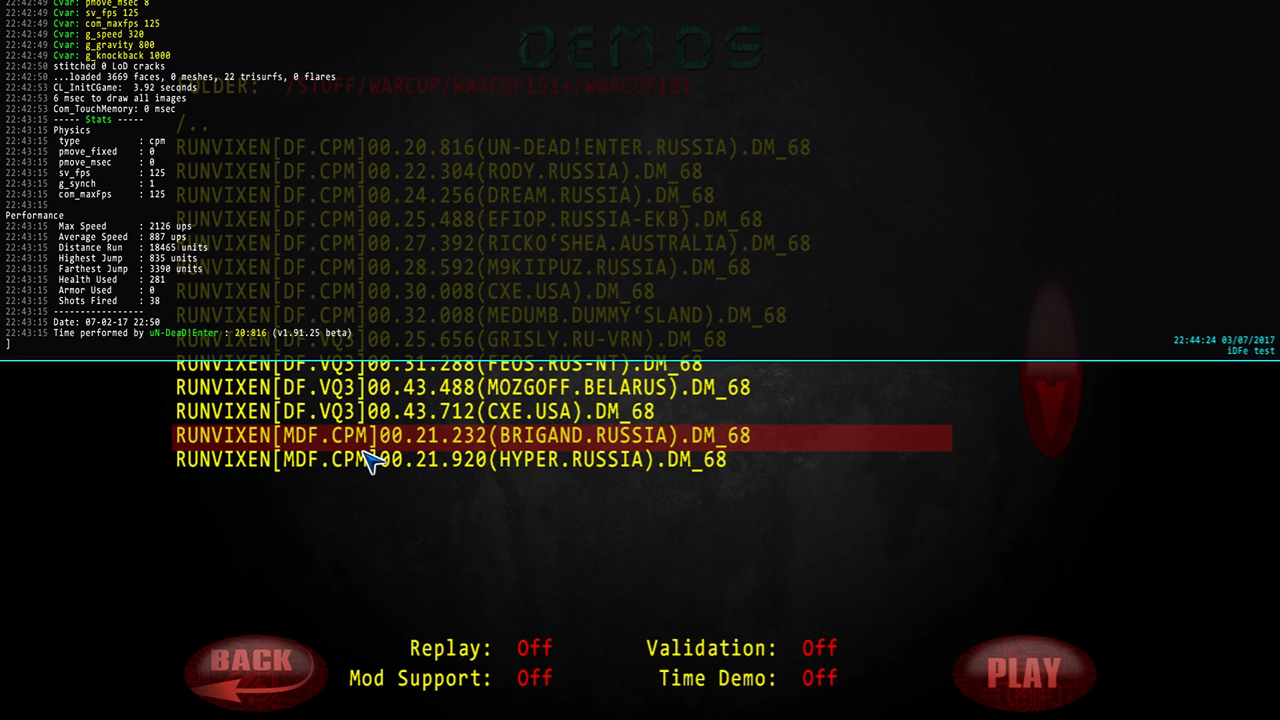 22:42:49 Cvar: pmove_msec 8
22:42:49 Cvar: sv_fps 125
22:42:49 Cvar: com_maxfps 125
22:42:49 Cvar: g_speed 320
22:42:49 Cvar: g_gravity 800
22:42:49 Cvar: g_knockback 1000
22:42:50 stitched 0 LoD cracks
22:42:50 ...loaded 3669 faces, 0 meshes, 22 trisurfs, 0 flares
22:42:53 CL_InitCGame: 3.92 seconds
22:42:53 6 msec to draw all images
22:42:53 Com_TouchMemory: 0 msec
22:43:15 ----- Stats -----
22:43:15 Physics
22:43:15 type : cpm
22:43:15 pmove_fixed : 0
22:43:15 pmove_msec : 0
22:43:15 sv_fps : 125
22:43:15 g_synch : 1
22:43:15 com_maxFps : 125
22:43:15
Performance
22:43:15 Max Speed : 2126 ups
22:43:15 Average Speed : 887 ups
22:43:15 Distance Run : 18465 units
22:43:15 Highest Jump : 835 units
22:43:15 Farthest Jump : 3390 units
22:43:15 Health Used : 281
22:43:15 Armor Used : 0
22:43:15 Shots Fired : 38
22:43:15 -----------------
22:43:15 Date: 07-02-17 22:50
22:43:15 Time performed by uN-DeaD!Enter : 20:816 (v1.91.25 beta)
]
22:44:24 03/07/2017
iDFe test
DEMOS
FOLDER: /STUFF/WARCUP/WARCUP151+/WARCUP181
/..
RUNVIXEN[DF.CPM]00.20.816(UN-DEAD!ENTER.RUSSIA).DM_68
RUNVIXEN[DF.CPM]00.22.304(RODY.RUSSIA).DM_68
RUNVIXEN[DF.CPM]00.24.256(DREAM.RUSSIA).DM_68
RUNVIXEN[DF.CPM]00.25.488(EFIOP.RUSSIA-EKB).DM_68
RUNVIXEN[DF.CPM]00.27.392(RICKO'SHEA.AUSTRALIA).DM_68
RUNVIXEN[DF.CPM]00.28.592(M9KIIPUZ.RUSSIA).DM_68
RUNVIXEN[DF.CPM]00.30.008(CXE.USA).DM_68
RUNVIXEN[DF.CPM]00.32.008(MEDUMB.DUMMY'SLAND).DM_68
RUNVIXEN[DF.VQ3]00.25.656(GRISLY.RU-VRN).DM_68
RUNVIXEN[DF.VQ3]00.31.288(FEOS.RUS-NT).DM_68
RUNVIXEN[DF.VQ3]00.43.488(MOZGOFF.BELARUS).DM_68
RUNVIXEN[DF.VQ3]00.43.712(CXE.USA).DM_68
RUNVIXEN[MDF.CPM]00.21.232(BRIGAND.RUSSIA).DM_68
RUNVIXEN[MDF.CPM]00.21.920(HYPER.RUSSIA).DM_68
Replay: Off Validation: Off
Mod Support: Off Time Demo: Off
BACK
PLAY